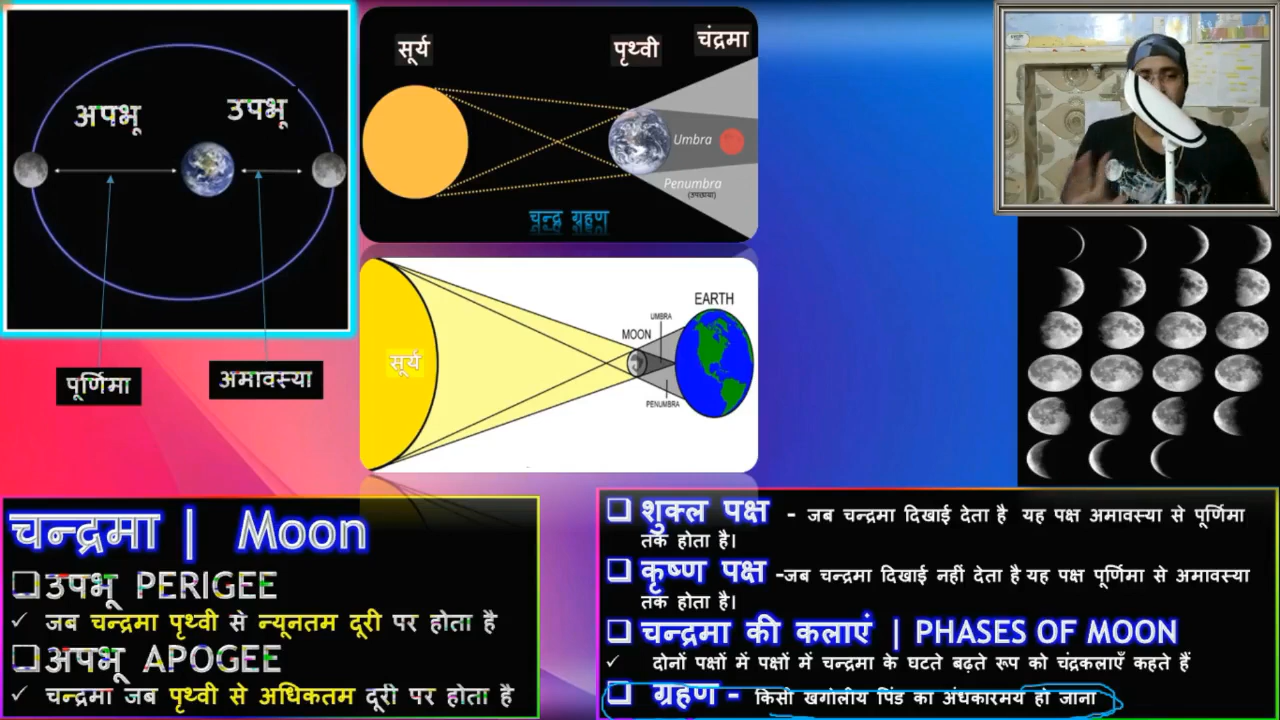 अपभू
उपभू
पूर्णिमा
अमावस्या
सूर्य
पृथ्वी
चंद्रमा
Umbra
Penumbra
(उपछाया)
चन्द्र ग्रहण
सूर्य
EARTH
UMBRA
MOON
PENUMBRA
चन्द्रमा | Moon
❑उपभू PERIGEE
✓ जब चन्द्रमा पृथ्वी से न्यूनतम दूरी पर होता है
❑अपभू APOGEE
✓ चन्द्रमा जब पृथ्वी से अधिकतम दूरी पर होता है
❑ शुक्ल पक्ष - जब चन्द्रमा दिखाई देता है यह पक्ष अमावस्या से पूर्णिमा
तक होता है।
❑ कृष्ण पक्ष -जब चन्द्रमा दिखाई नहीं देता है यह पक्ष पूर्णिमा से अमावस्या
तक होता है।
❑ चन्द्रमा की कलाएं | PHASES OF MOON
✓ दोनों पक्षों में पक्षों में चन्द्रमा के घटते बढ़ते रूप को चंद्रकलाएँ कहते हैं
❑ ग्रहण - किसी खगोलीय पिंड का अंधकारमय हो जाना